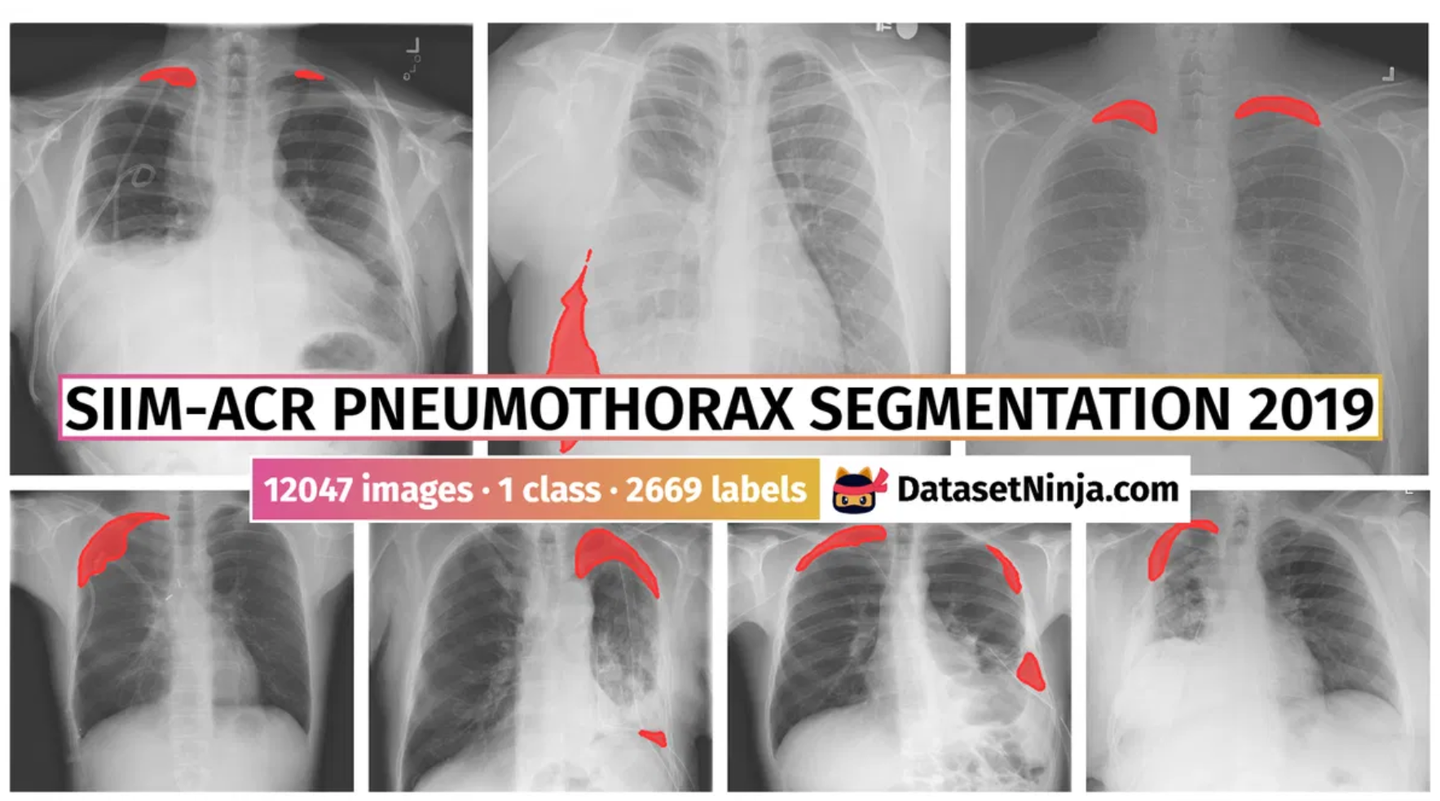 L
L
SIIM-ACR PNEUMOTHORAX SEGMENTATION 2019
12047 images · 1 class · 2669 labels
DatasetNinja.com